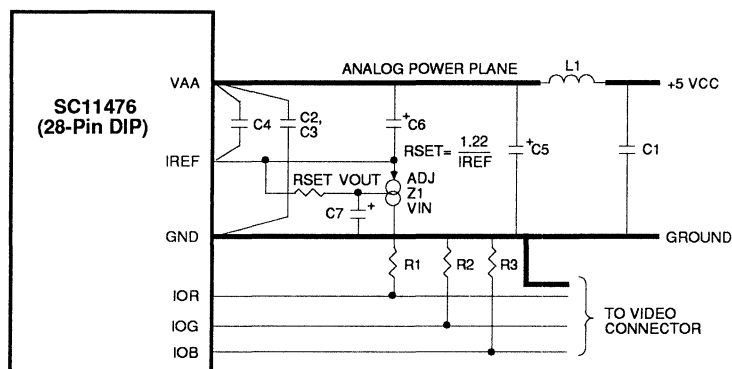 SC11476
(28-Pin DIP)
VAA
IREF
GND
IOR
IOG
IOB
ANALOG POWER PLANE
L1
+5 VCC
C4
C2,
C3
+C6
RSET= 1.22
IREF
+C5
C1
RSET VOUT
ADJ
Z1
VIN
C7 +
GROUND
R1
R2
R3
TO VIDEO
CONNECTOR